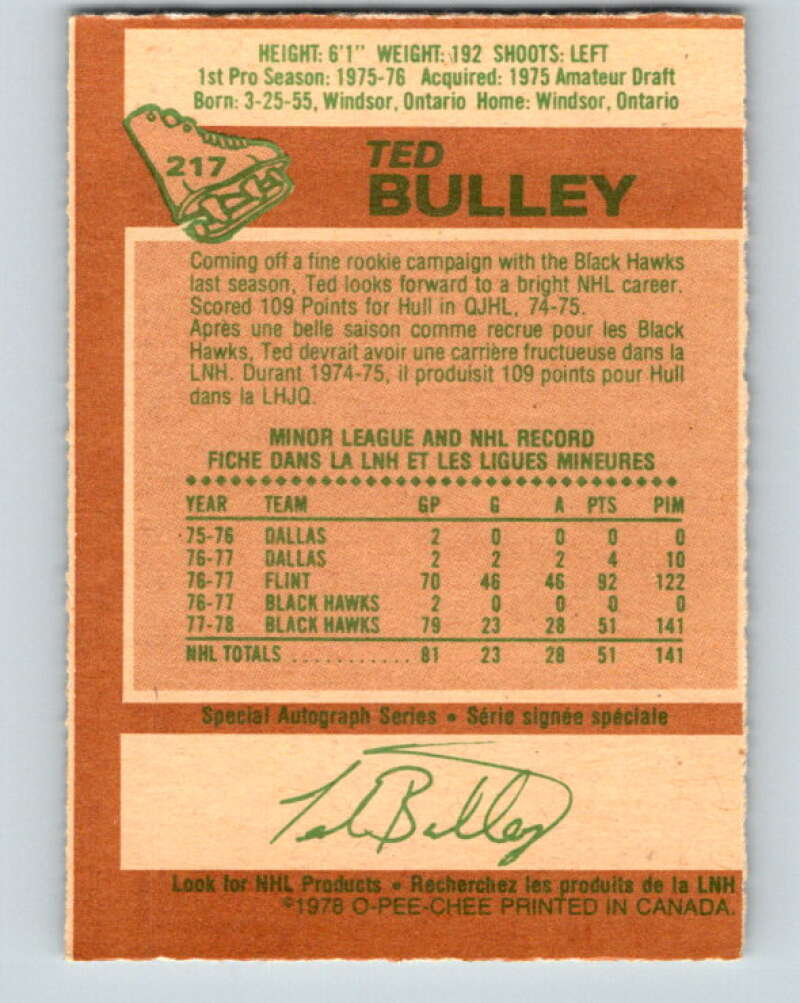 HEIGHT: 6'1" WEIGHT: 192 SHOOTS: LEFT
1st Pro Season: 1975-76 Acquired: 1975 Amateur Draft
Born: 3-25-55, Windsor, Ontario Home: Windsor, Ontario
217
TED
BULLEY
Coming off a fine rookie campaign with the Black Hawks
last season, Ted looks forward to a bright NHL career.
Scored 109 Points for Hull in QJHL, 74-75.
Après une belle saison comme recrue pour les Black
Hawks, Ted devrait avoir une carrière fructueuse dans la
LNH. Durant 1974-75, il produisit 109 points pour Hull
dans la LHJQ.
MINOR LEAGUE AND NHL RECORD
FICHE DANS LA LNH ET LES LIGUES MINEURES
YEAR TEAM GP G A PTS PIM
75-76 DALLAS 2 0 0 0 0
76-77 DALLAS 2 2 2 4 10
76-77 FLINT 70 46 46 92 122
76-77 BLACK HAWKS 2 0 0 0 0
77-78 BLACK HAWKS 79 23 28 51 141
NHL TOTALS ............ 81 23 28 51 141
Special Autograph Series • Série signée spéciale
Ted Bulley
Look for NHL Products • Recherchez les produits de la LNH
©1978 O-PEE-CHEE PRINTED IN CANADA.